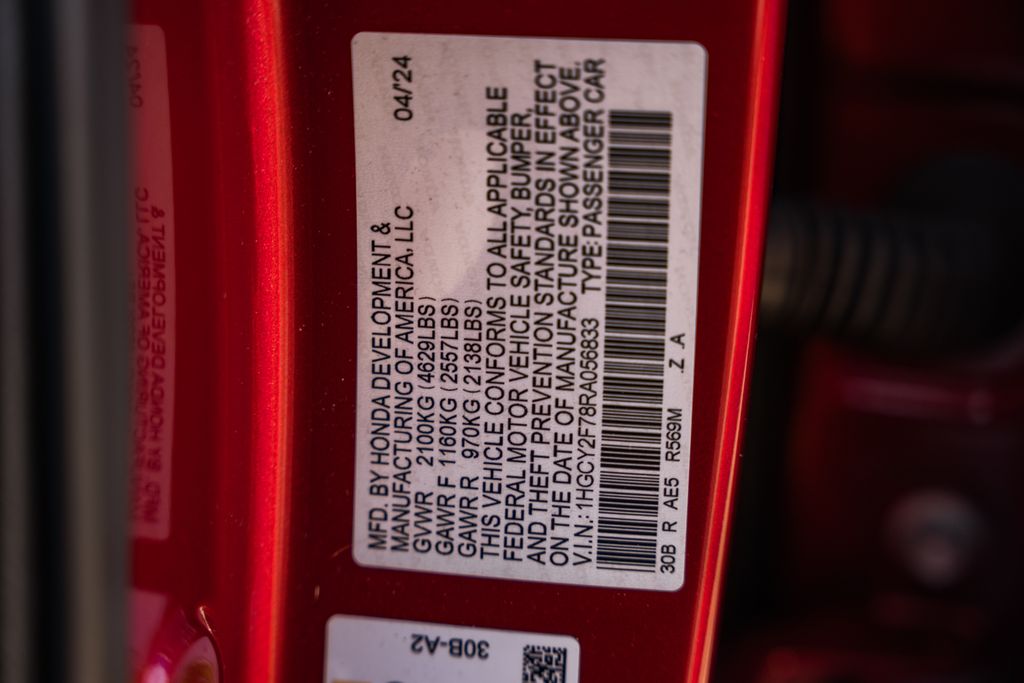 MFD. BY HONDA DEVELOPMENT &
MANUFACTURING OF AMERICA, LLC 04/24
GVWR 2100KG (4629LBS)
GAWR F 1160KG (2557LBS)
GAWR R 970KG (2138LBS)
THIS VEHICLE CONFORMS TO ALL APPLICABLE
FEDERAL MOTOR VEHICLE SAFETY, BUMPER,
AND THEFT PREVENTION STANDARDS IN EFFECT
ON THE DATE OF MANUFACTURE SHOWN ABOVE.
V.I.N.: 1HGCY2F78RA056833 TYPE: PASSENGER CAR
30B R AE5 R569M Z A
30B-A2